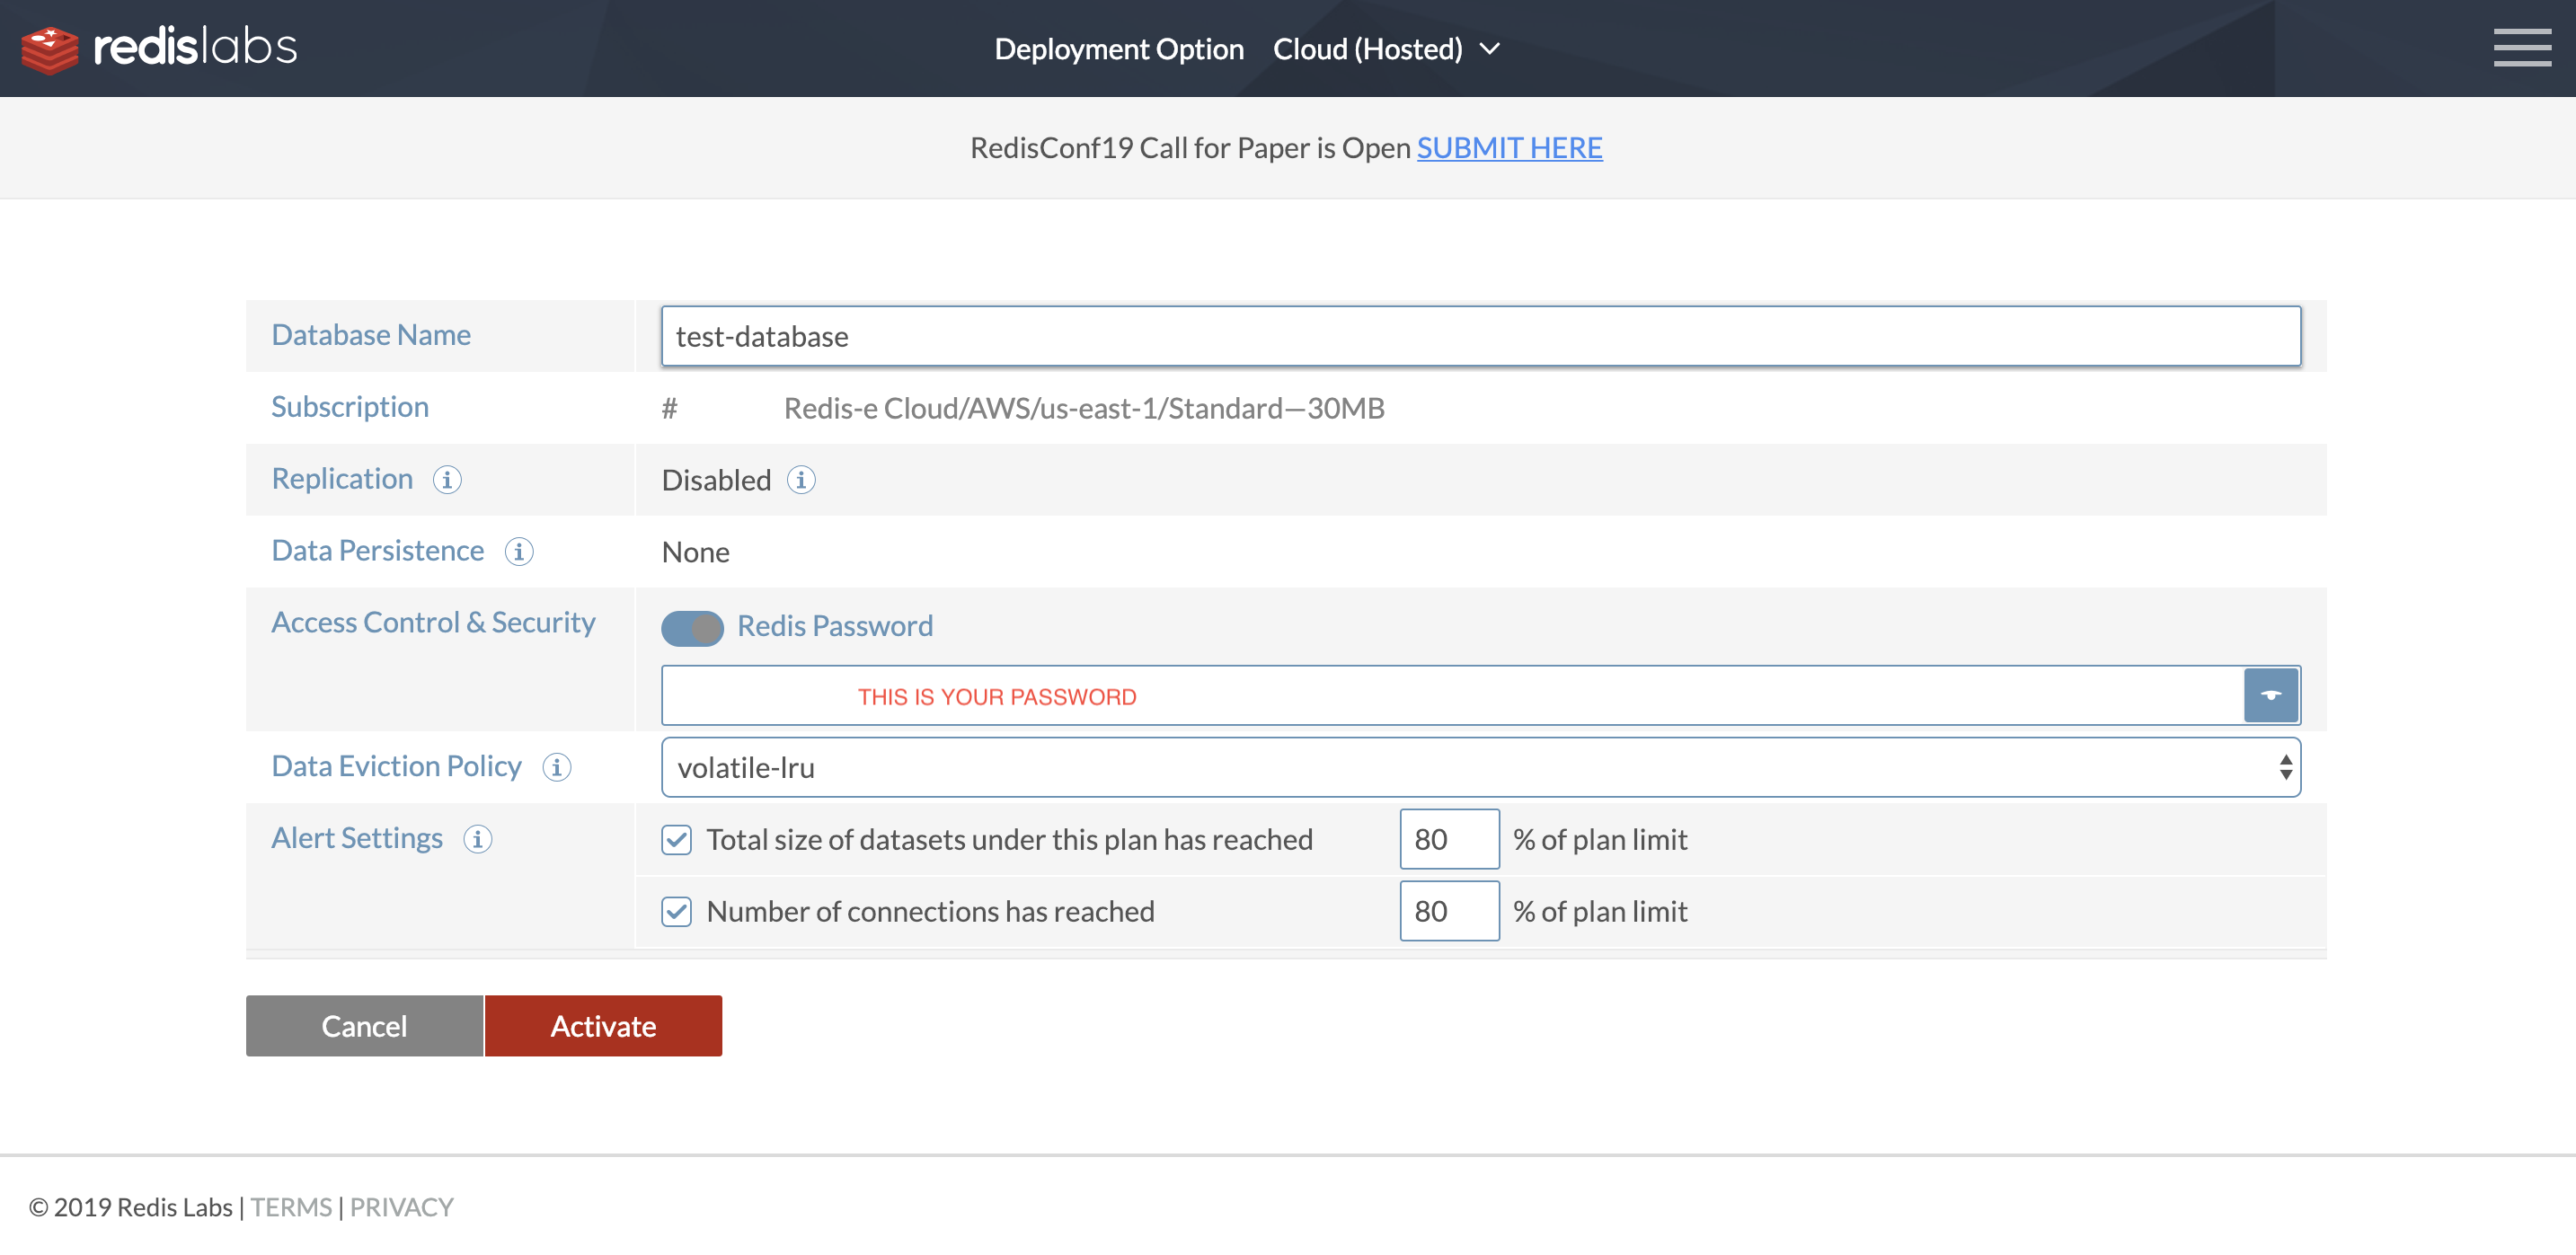 redislabs
Deployment Option Cloud (Hosted)
RedisConf19 Call for Paper is Open SUBMIT HERE
Database Name test-database
Subscription # Redis-e Cloud/AWS/us-east-1/Standard—30MB
Replication i Disabled i
Data Persistence i None
Access Control & Security Redis Password
THIS IS YOUR PASSWORD
Data Eviction Policy i volatile-lru
Alert Settings i Total size of datasets under this plan has reached 80 % of plan limit
Number of connections has reached 80 % of plan limit
Cancel Activate
© 2019 Redis Labs | TERMS | PRIVACY